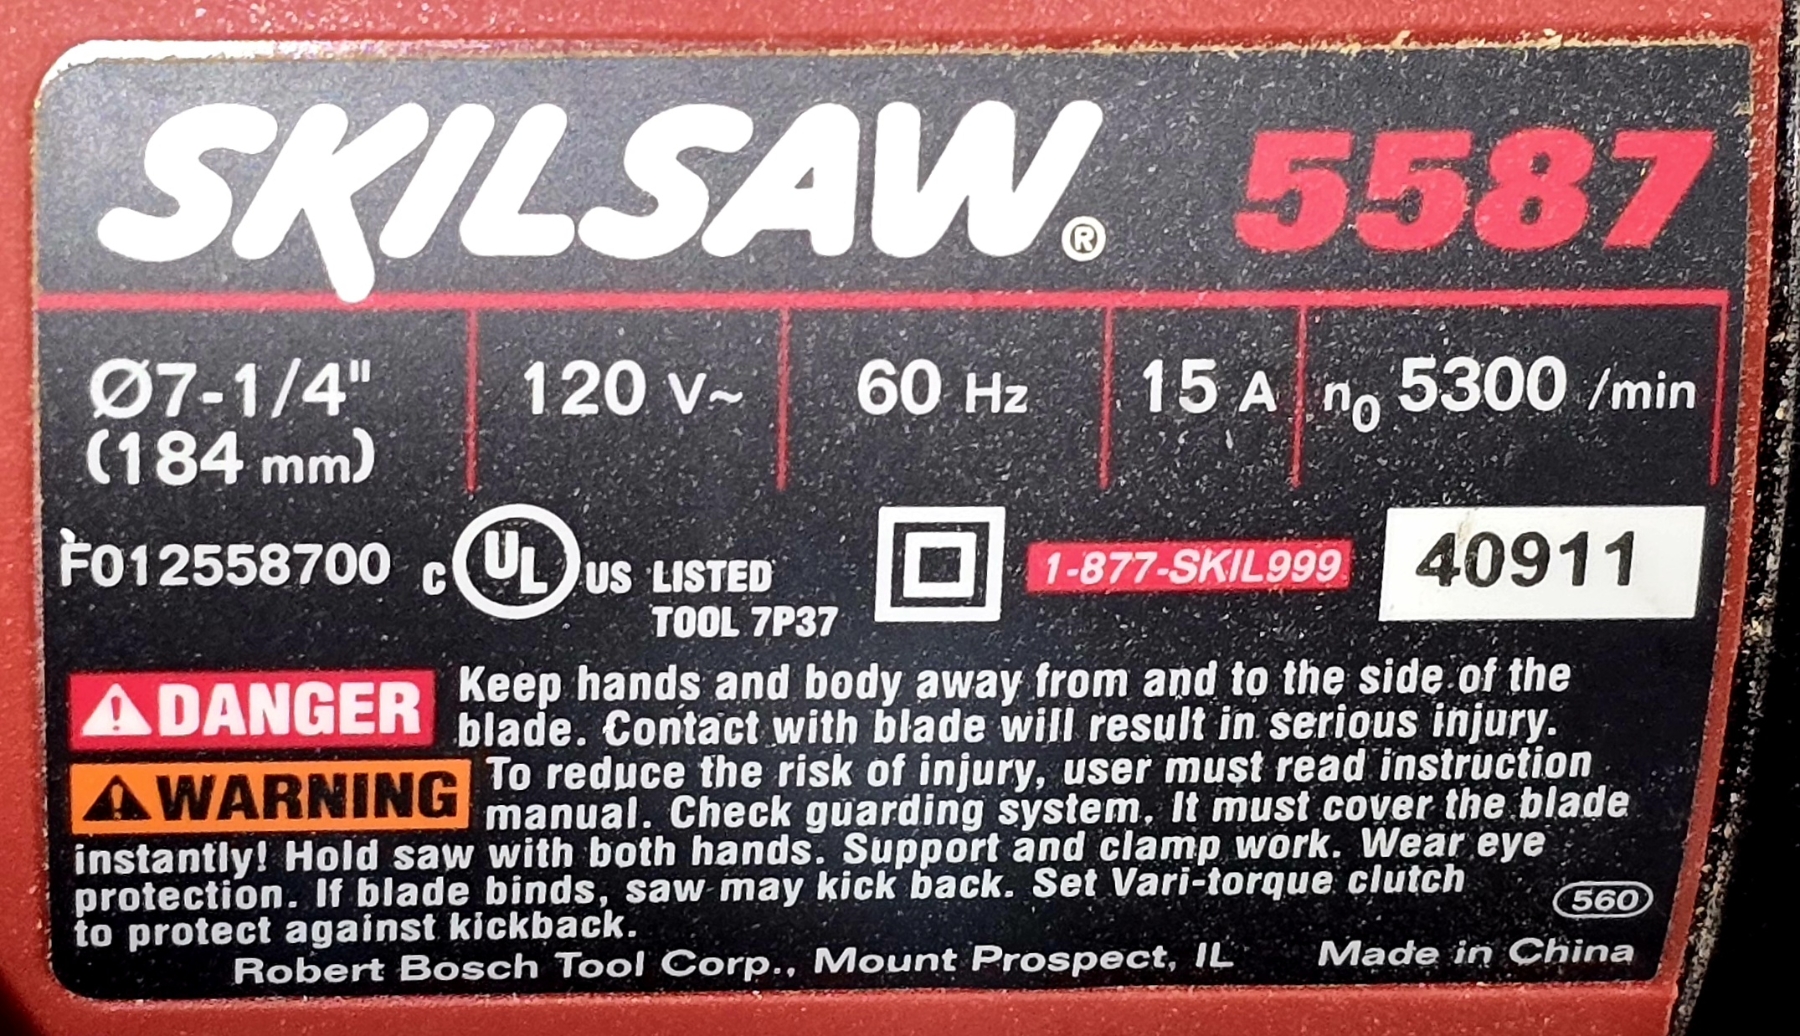 SKILSAW® 5587
Ø7-1/4" 120 V~ 60 Hz 15 A n0 5300 /min
(184 mm)
F012558700 C UL US LISTED 1-877-SKIL999 40911
TOOL 7P37
DANGER Keep hands and body away from and to the side of the
blade. Contact with blade will result in serious injury.
WARNING To reduce the risk of injury, user must read instruction
manual. Check guarding system. It must cover the blade
instantly! Hold saw with both hands. Support and clamp work. Wear eye
protection. If blade binds, saw may kick back. Set Vari-torque clutch
to protect against kickback. 560
Robert Bosch Tool Corp., Mount Prospect, IL Made in China